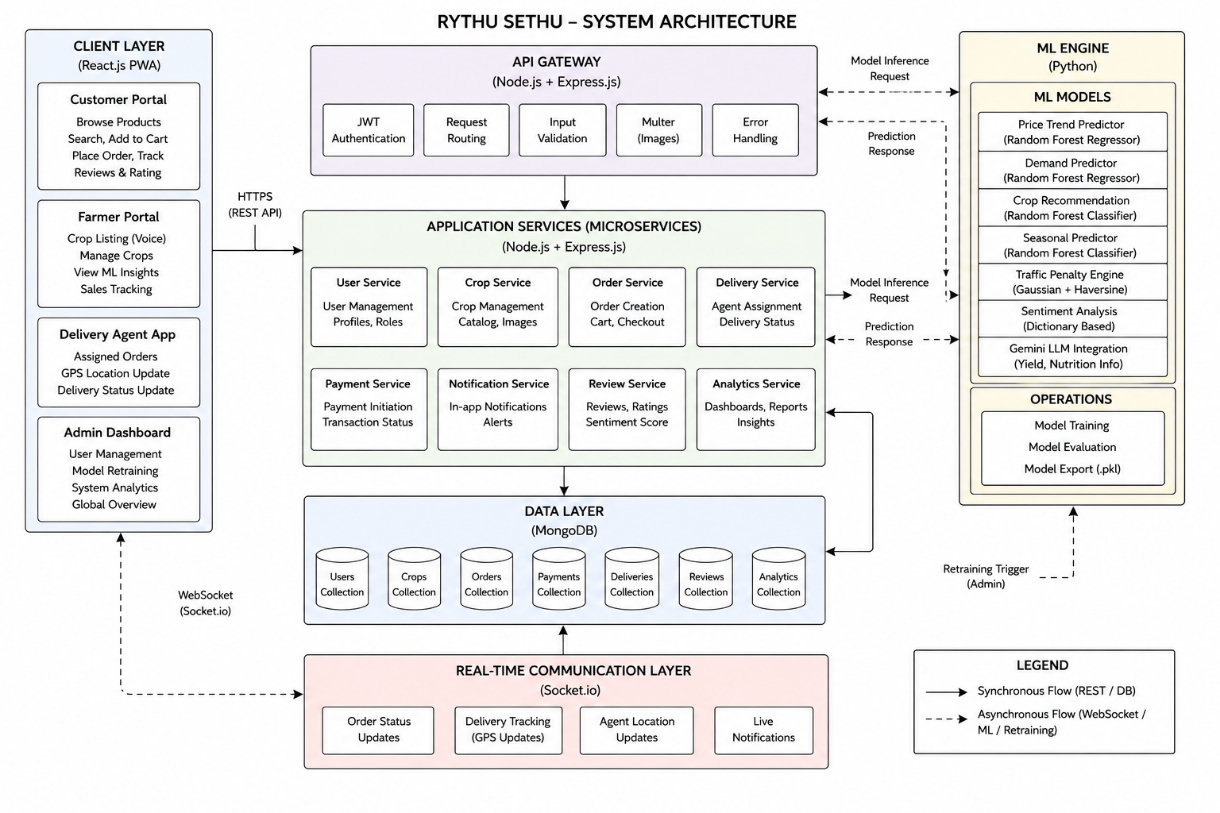 RYTHU SETHU – SYSTEM ARCHITECTURE
CLIENT LAYER
(React.js PWA)
Customer Portal
Browse Products
Search, Add to Cart
Place Order, Track
Reviews & Rating
Farmer Portal
Crop Listing (Voice)
Manage Crops
View ML Insights
Sales Tracking
Delivery Agent App
Assigned Orders
GPS Location Update
Delivery Status Update
Admin Dashboard
User Management
Model Retraining
System Analytics
Global Overview
HTTPS
(REST API)
WebSocket
(Socket.io)
API GATEWAY
(Node.js + Express.js)
JWT
Authentication
Request
Routing
Input
Validation
Multer
(Images)
Error
Handling
APPLICATION SERVICES (MICROSERVICES)
(Node.js + Express.js)
User Service
User Management
Profiles, Roles
Crop Service
Crop Management
Catalog, Images
Order Service
Order Creation
Cart, Checkout
Delivery Service
Agent Assignment
Delivery Status
Payment Service
Payment Initiation
Transaction Status
Notification Service
In-app Notifications
Alerts
Review Service
Reviews, Ratings
Sentiment Score
Analytics Service
Dashboards, Reports
Insights
DATA LAYER
(MongoDB)
Users
Collection
Crops
Collection
Orders
Collection
Payments
Collection
Deliveries
Collection
Reviews
Collection
Analytics
Collection
REAL-TIME COMMUNICATION LAYER
(Socket.io)
Order Status
Updates
Delivery Tracking
(GPS Updates)
Agent Location
Updates
Live
Notifications
Model Inference
Request
Prediction
Response
Model Inference
Request
Prediction
Response
ML ENGINE
(Python)
ML MODELS
Price Trend Predictor
(Random Forest Regressor)
Demand Predictor
(Random Forest Regressor)
Crop Recommendation
(Random Forest Classifier)
Seasonal Predictor
(Random Forest Classifier)
Traffic Penalty Engine
(Gaussian + Haversine)
Sentiment Analysis
(Dictionary Based)
Gemini LLM Integration
(Yield, Nutrition Info)
OPERATIONS
Model Training
Model Evaluation
Model Export (.pkl)
Retraining Trigger
(Admin)
LEGEND
Synchronous Flow (REST / DB)
Asynchronous Flow (WebSocket /
ML / Retraining)